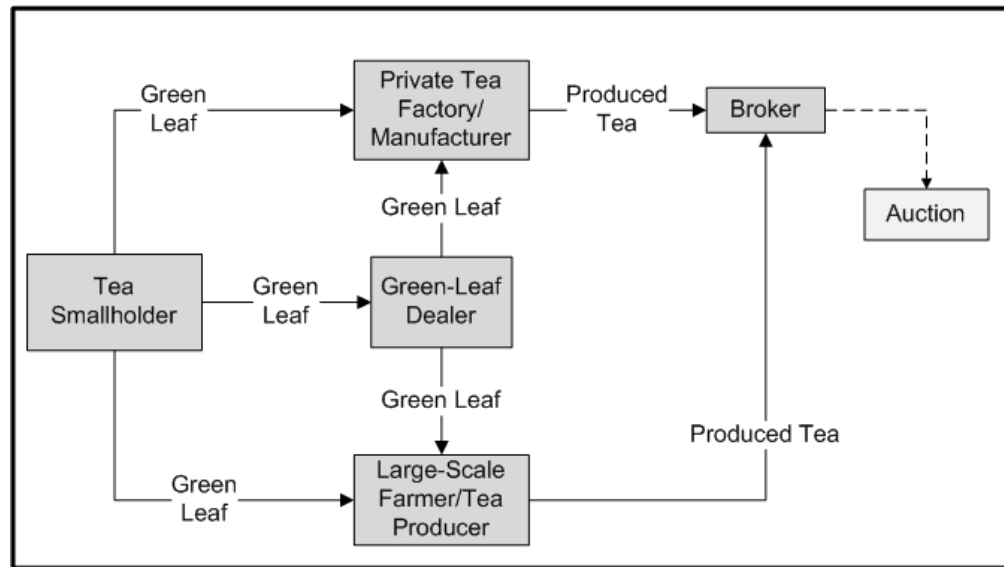 Green
Leaf
Private Tea
Factory/
Manufacturer
Produced
Tea
Broker
Auction
Green Leaf
Tea
Smallholder
Green
Leaf
Green-Leaf
Dealer
Green Leaf
Produced Tea
Green
Leaf
Large-Scale
Farmer/Tea
Producer